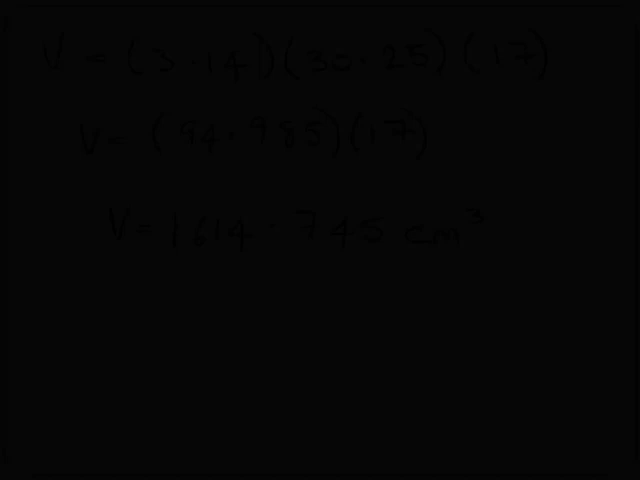 V = (3.14)(30.25)(17)
V = (94.985)(17)
V = 1614.745 cm³